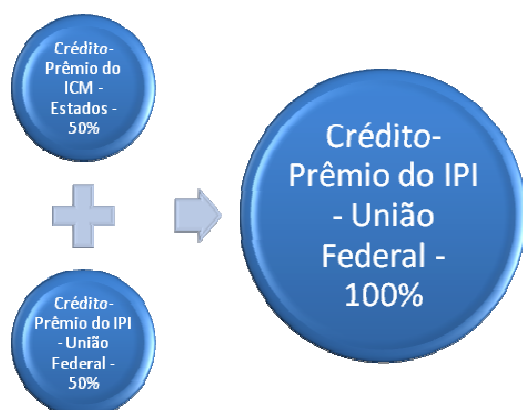 Crédito-
Prêmio do
ICM -
Estados -
50%
Crédito-
Prêmio do IPI
- União
Federal -
50%
Crédito-
Prêmio do IPI
- União
Federal -
100%